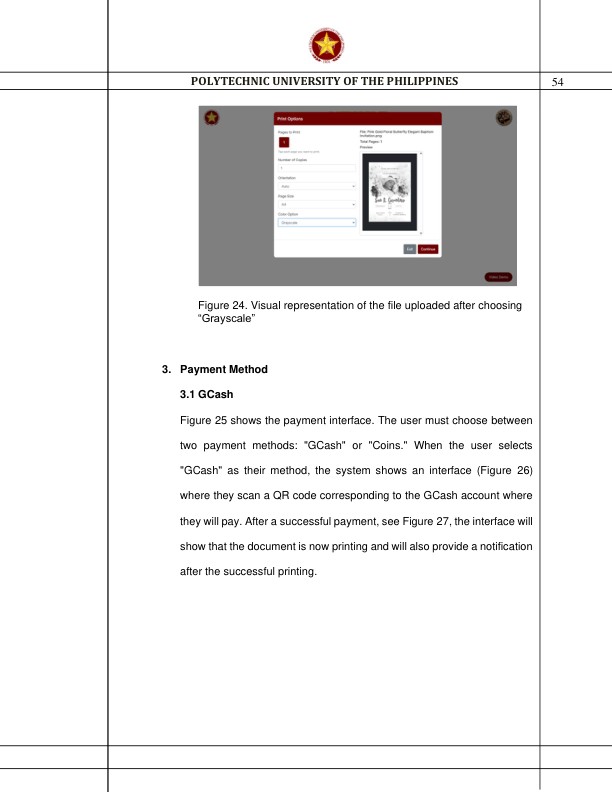 POLYTECHNIC UNIVERSITY OF THE PHILIPPINES
54
Print Options
Pages to Print
1
Number of Copies
1
Orientation
Page Size
Color Option
Grayscale
Total Pages: 1
Preview
Exit
Continue
Figure 24. Visual representation of the file uploaded after choosing
“Grayscale”
3. Payment Method
3.1 GCash
Figure 25 shows the payment interface. The user must choose between
two payment methods: "GCash" or "Coins." When the user selects
"GCash" as their method, the system shows an interface (Figure 26)
where they scan a QR code corresponding to the GCash account where
they will pay. After a successful payment, see Figure 27, the interface will
show that the document is now printing and will also provide a notification
after the successful printing.